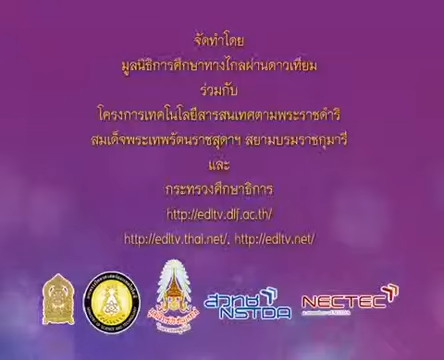 จัดทำโดย
มูลนิธิการศึกษาทางไกลผ่านดาวเทียม
ร่วมกับ
โครงการเทคโนโลยีสารสนเทศตามพระราชดำริ
สมเด็จพระเทพรัตนราชสุดาฯ สยามบรมราชกุมารี
และ
กระทรวงศึกษาธิการ
http://edltv.dlf.ac.th/
http://edltv.thai.net/, http://edltv.net/
สวทช NECTEC
NSTDA